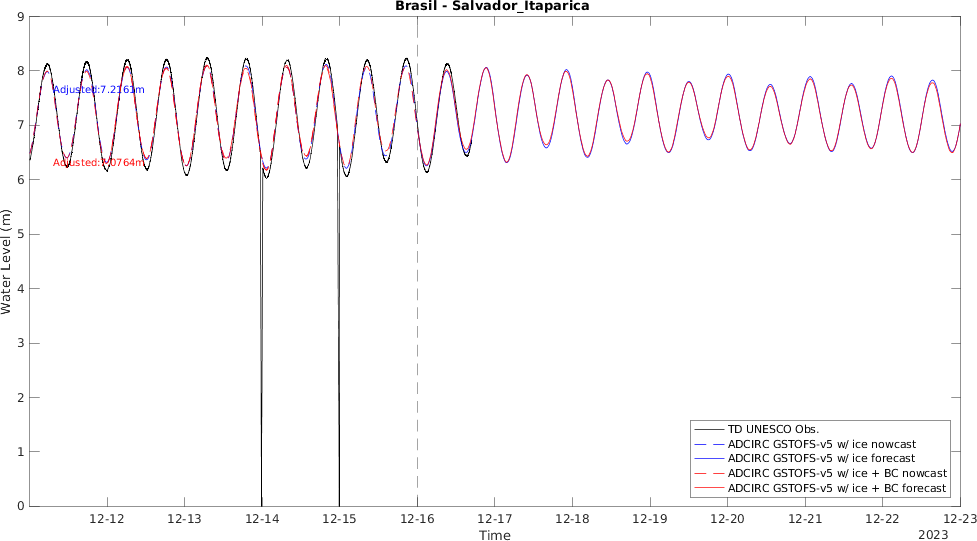 Brasil - Salvador_Itaparica
9
8
7
6
5
4
3
2
1
0
Water Level (m)
Adjusted:7.2161m
12-12
12-13
12-14
12-15
12-16
12-17
12-18
12-19
12-20
12-21
12-22
12-23
Time
2023
TD UNESCO Obs.
ADCIRC GSTOFS-v5 w/ ice nowcast
ADCIRC GSTOFS-v5 w/ ice forecast
ADCIRC GSTOFS-v5 w/ ice + BC nowcast
ADCIRC GSTOFS-v5 w/ ice + BC forecast